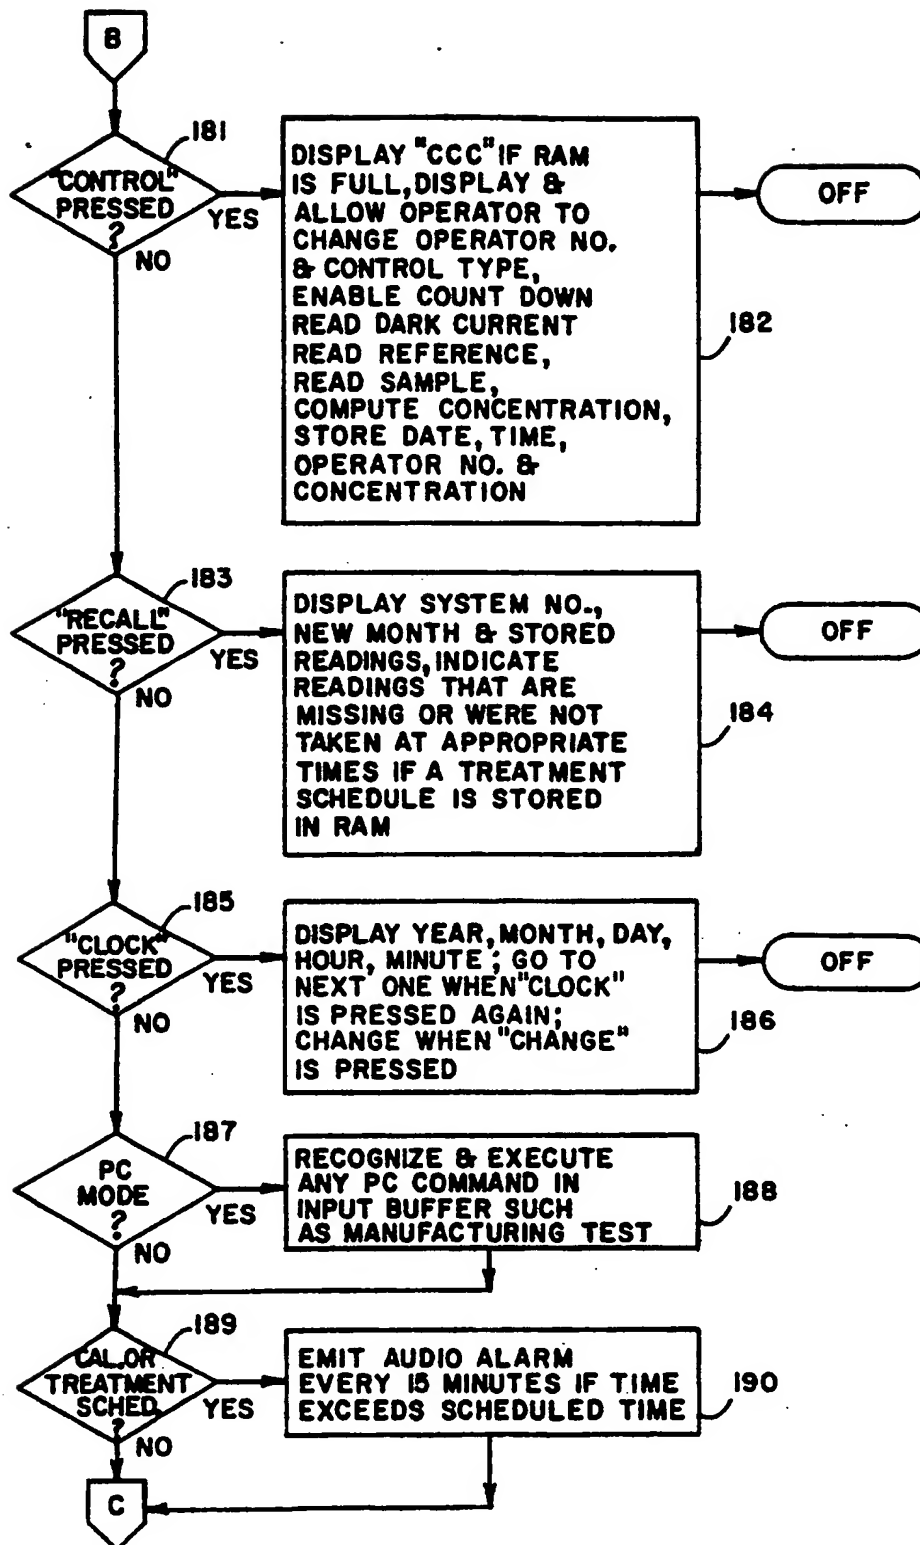 B
181
"CONTROL"
PRESSED
?
YES
NO
DISPLAY "CCC" IF RAM
IS FULL, DISPLAY &
ALLOW OPERATOR TO
CHANGE OPERATOR NO.
& CONTROL TYPE,
ENABLE COUNT DOWN
READ DARK CURRENT
READ REFERENCE,
READ SAMPLE,
COMPUTE CONCENTRATION,
STORE DATE, TIME,
OPERATOR NO. &
CONCENTRATION
OFF
182
183
"RECALL"
PRESSED
?
YES
NO
DISPLAY SYSTEM NO.,
NEW MONTH & STORED
READINGS, INDICATE
READINGS THAT ARE
MISSING OR WERE NOT
TAKEN AT APPROPRIATE
TIMES IF A TREATMENT
SCHEDULE IS STORED
IN RAM
OFF
184
185
"CLOCK"
PRESSED
?
YES
NO
DISPLAY YEAR, MONTH, DAY,
HOUR, MINUTE; GO TO
NEXT ONE WHEN "CLOCK"
IS PRESSED AGAIN;
CHANGE WHEN "CHANGE"
IS PRESSED
OFF
186
187
PC
MODE
?
YES
NO
RECOGNIZE & EXECUTE
ANY PC COMMAND IN
INPUT BUFFER SUCH
AS MANUFACTURING TEST
188
189
CAL. OR
TREATMENT
SCHED.
?
YES
NO
EMIT AUDIO ALARM
EVERY 15 MINUTES IF TIME
EXCEEDS SCHEDULED TIME
190
C